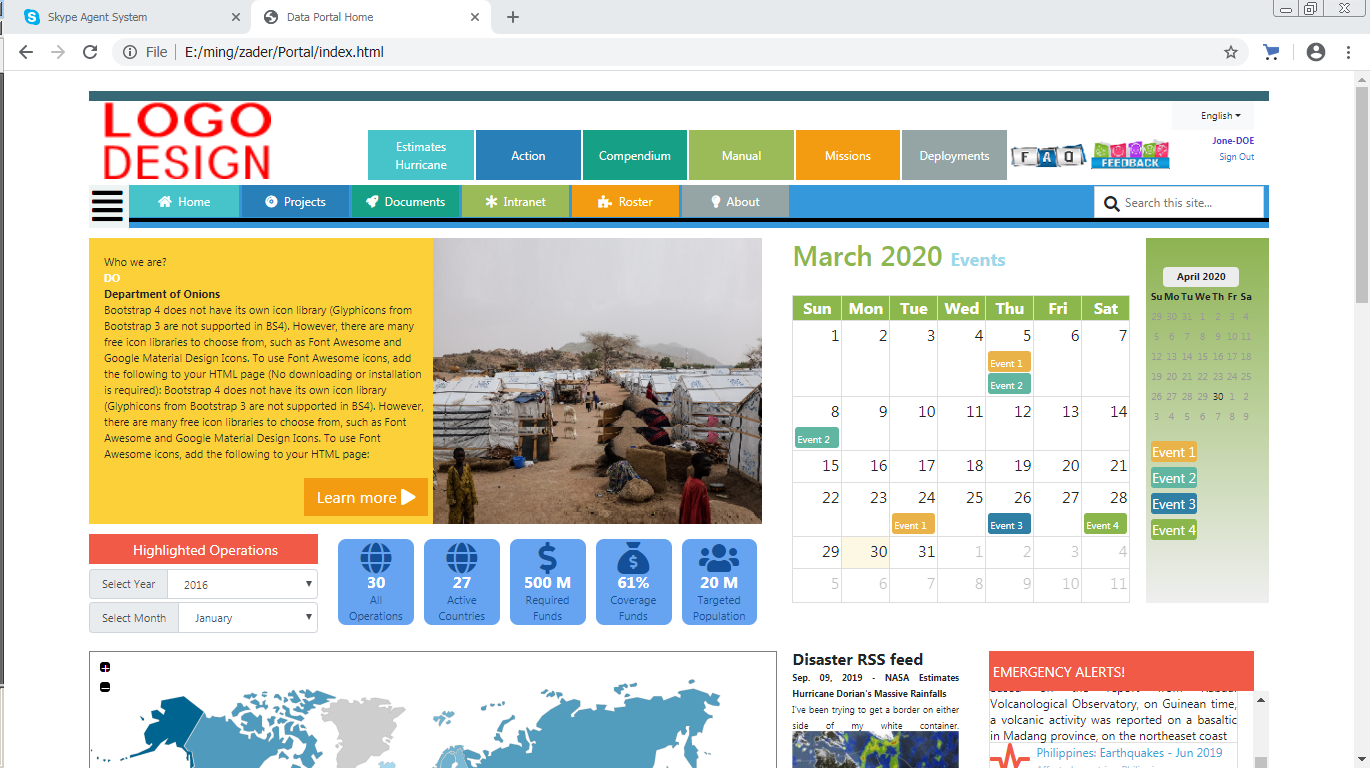 Skype Agent System
Data Portal Home
File
E:/ming/zader/Portal/index.html
LOGO
DESIGN
Estimates
Hurricane
Action
Compendium
Manual
Missions
Deployments
FAQ
FEEDBACK
English
Jone-DOE
Sign Out
Home
Projects
Documents
Intranet
Roster
About
Search this site...
Who we are?
DO
Department of Onions
Bootstrap 4 does not have its own icon library (Glyphicons from
Bootstrap 3 are not supported in BS4). However, there are many
free icon libraries to choose from, such as Font Awesome and
Google Material Design Icons. To use Font Awesome icons, add
the following to your HTML page (No downloading or installation
is required): Bootstrap 4 does not have its own icon library
(Glyphicons from Bootstrap 3 are not supported in BS4). However,
there are many free icon libraries to choose from, such as Font
Awesome and Google Material Design Icons. To use Font
Awesome icons, add the following to your HTML page:
Learn more
March 2020 Events
Sun Mon Tue Wed Thu Fri Sat
1 2 3 4 5 6 7
Event 1
Event 2
8 9 10 11 12 13 14
Event 2
15 16 17 18 19 20 21
22 23 24 25 26 27 28
Event 1 Event 3 Event 4
29 30 31 1 2 3 4
5 6 7 8 9 10 11
April 2020
Su Mo Tu We Th Fr Sa
29 30 31 1 2 3 4
5 6 7 8 9 10 11
12 13 14 15 16 17 18
19 20 21 22 23 24 25
26 27 28 29 30 1 2
3 4 5 6 7 8 9
Event 1
Event 2
Event 3
Event 4
Highlighted Operations
Select Year 2016
Select Month January
30
All
Operations
27
Active
Countries
500 M
Required
Funds
61%
Coverage
Funds
20 M
Targeted
Population
Disaster RSS feed
Sep. 09, 2019 - NASA Estimates
Hurricane Dorian's Massive Rainfalls
I've been trying to get a border on either
side of my white container.
EMERGENCY ALERTS!
based on the report from Rabaul
Volcanological Observatory, on Guinean time,
a volcanic activity was reported on a basaltic
in Madang province, on the northeaset coast
Philippines: Earthquakes - Jun 2019